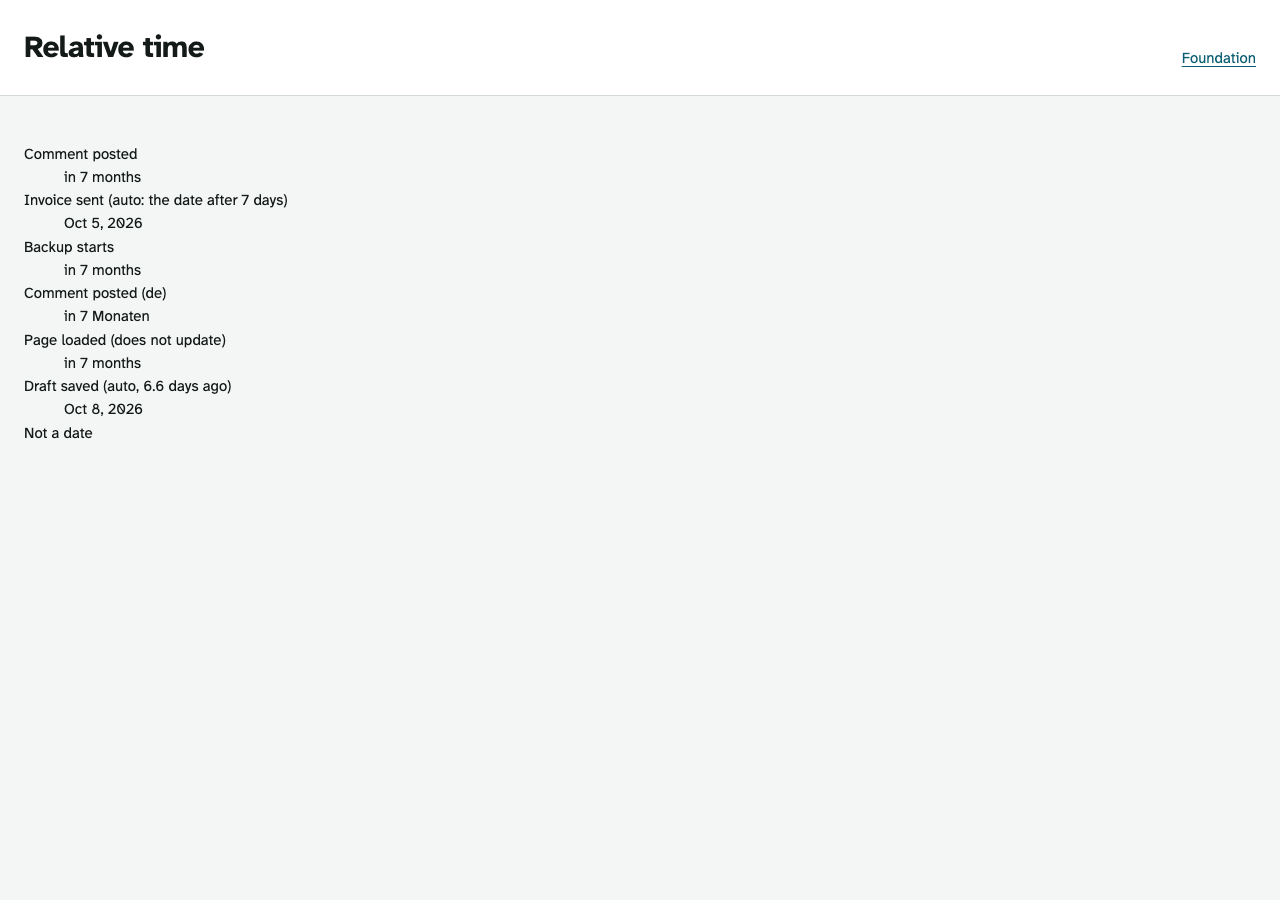 Relative time
Foundation
Comment posted
in 7 months
Invoice sent (auto: the date after 7 days)
Oct 5, 2026
Backup starts
in 7 months
Comment posted (de)
in 7 Monaten
Page loaded (does not update)
in 7 months
Draft saved (auto, 6.6 days ago)
Oct 8, 2026
Not a date